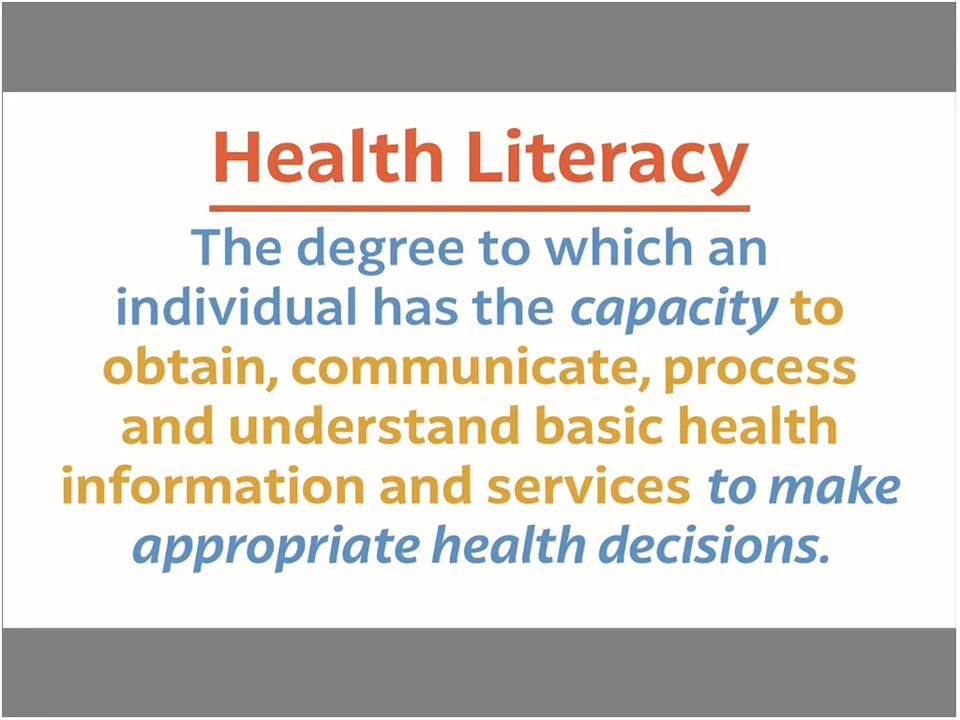 Health Literacy
The degree to which an
individual has the capacity to
obtain, communicate, process
and understand basic health
information and services to make
appropriate health decisions.